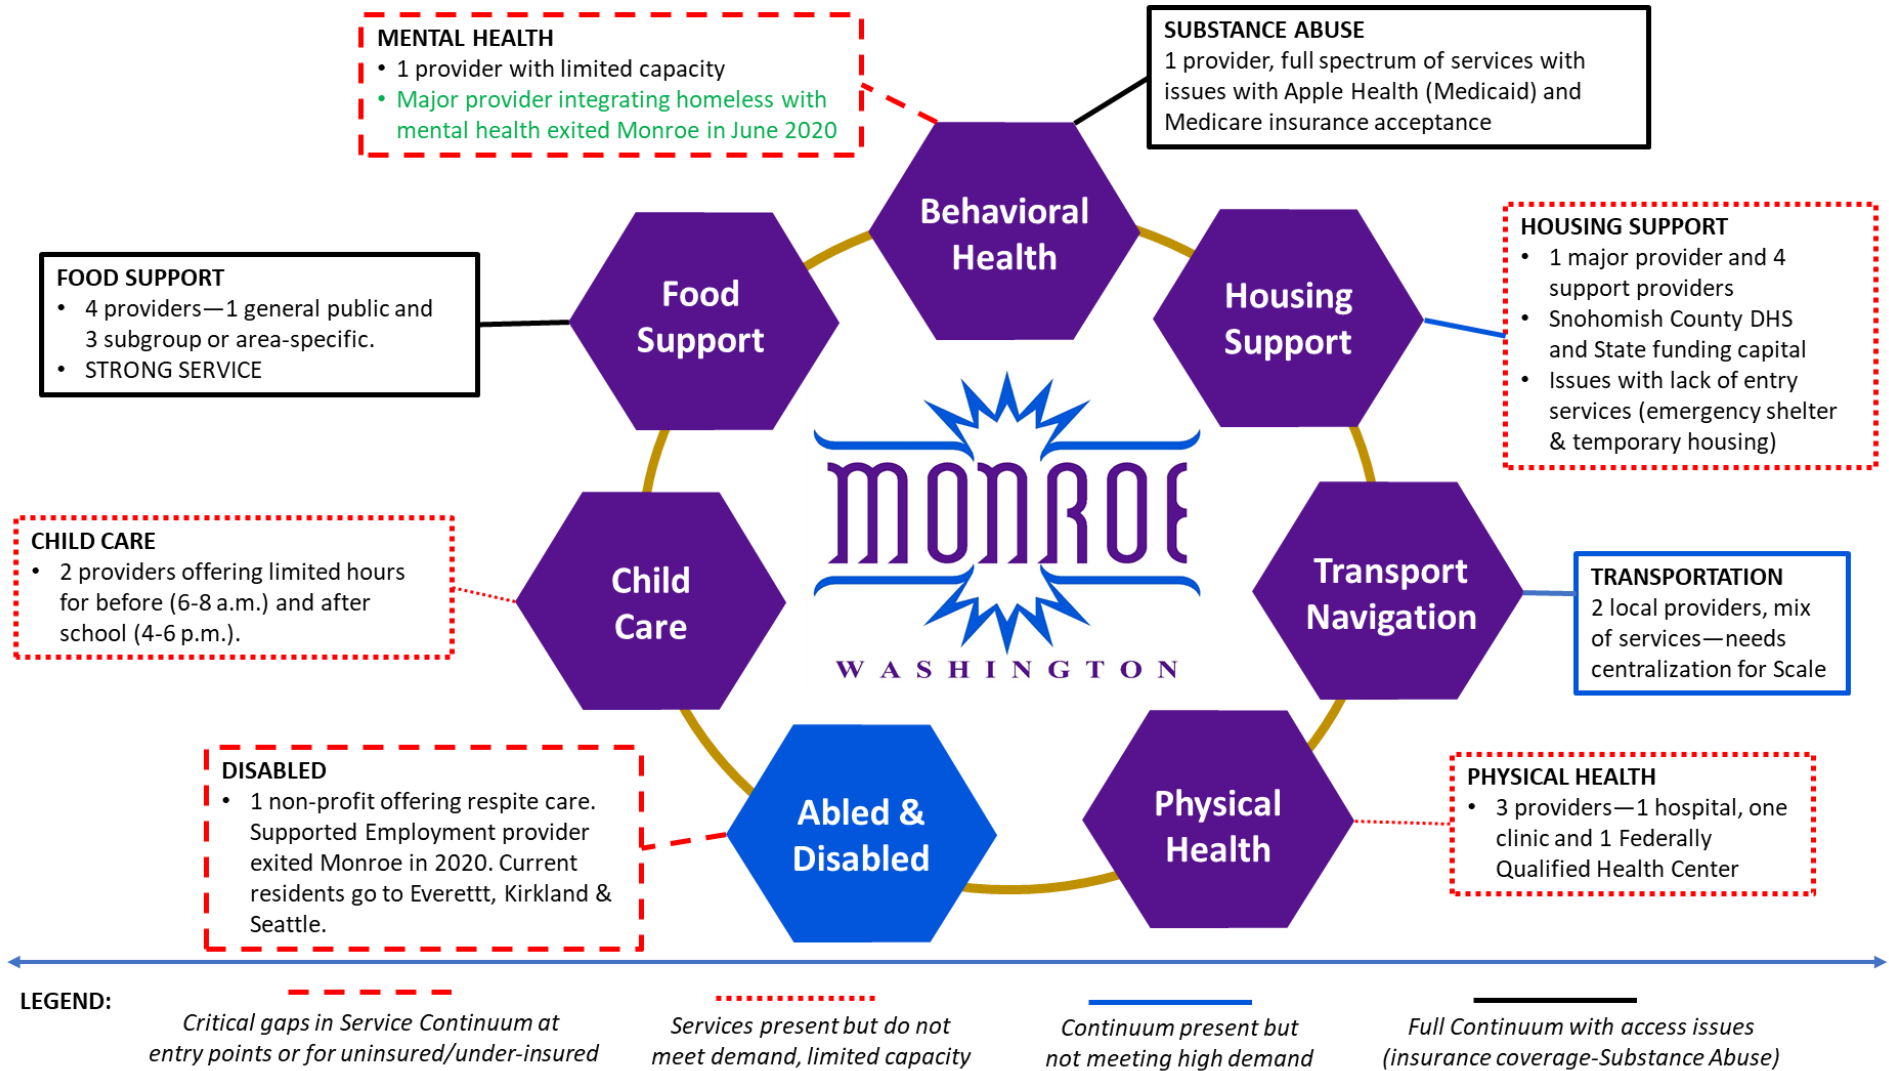 MENTAL HEALTH
• 1 provider with limited capacity
• Major provider integrating homeless with
mental health exited Monroe in June 2020
SUBSTANCE ABUSE
1 provider, full spectrum of services with
issues with Apple Health (Medicaid) and
Medicare insurance acceptance
Behavioral
Health
Food
Support
Housing
Support
FOOD SUPPORT
• 4 providers—1 general public and
3 subgroup or area-specific.
• STRONG SERVICE
HOUSING SUPPORT
• 1 major provider and 4
support providers
• Snohomish County DHS
and State funding capital
• Issues with lack of entry
services (emergency shelter
& temporary housing)
MONROE
WASHINGTON
CHILD CARE
• 2 providers offering limited hours
for before (6-8 a.m.) and after
school (4-6 p.m.).
Child
Care
Transport
Navigation
TRANSPORTATION
2 local providers, mix
of services—needs
centralization for Scale
DISABLED
• 1 non-profit offering respite care.
Supported Employment provider
exited Monroe in 2020. Current
residents go to Everettt, Kirkland &
Seattle.
Abled &
Disabled
Physical
Health
PHYSICAL HEALTH
• 3 providers—1 hospital, one
clinic and 1 Federally
Qualified Health Center
LEGEND:
Critical gaps in Service Continuum at
entry points or for uninsured/under-insured
Services present but do not
meet demand, limited capacity
Continuum present but
not meeting high demand
Full Continuum with access issues
(insurance coverage-Substance Abuse)